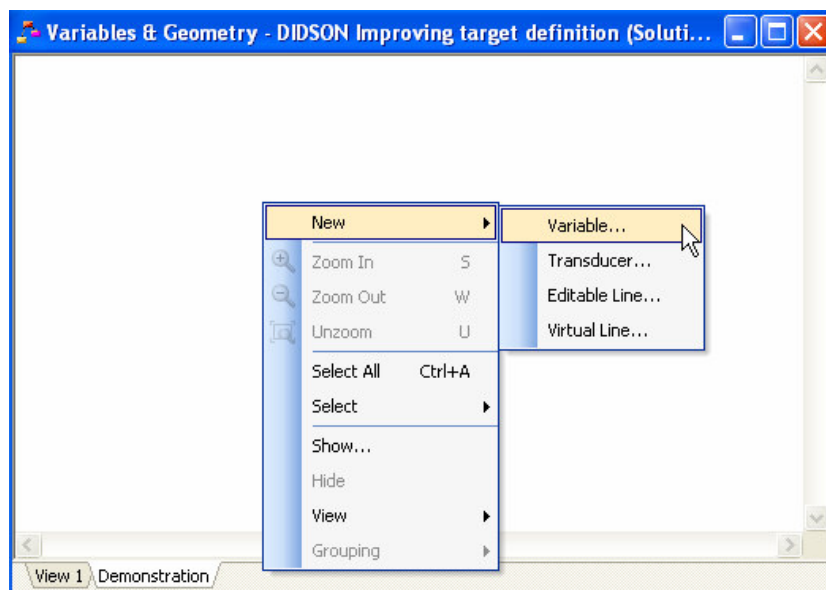 Variables & Geometry - DIDSON Improving target definition (Soluti...
New
Variable...
Zoom In S
Transducer...
Zoom Out W
Editable Line...
Unzoom U
Virtual Line...
Select All Ctrl+A
Select
Show...
Hide
View
Grouping
View 1 Demonstration